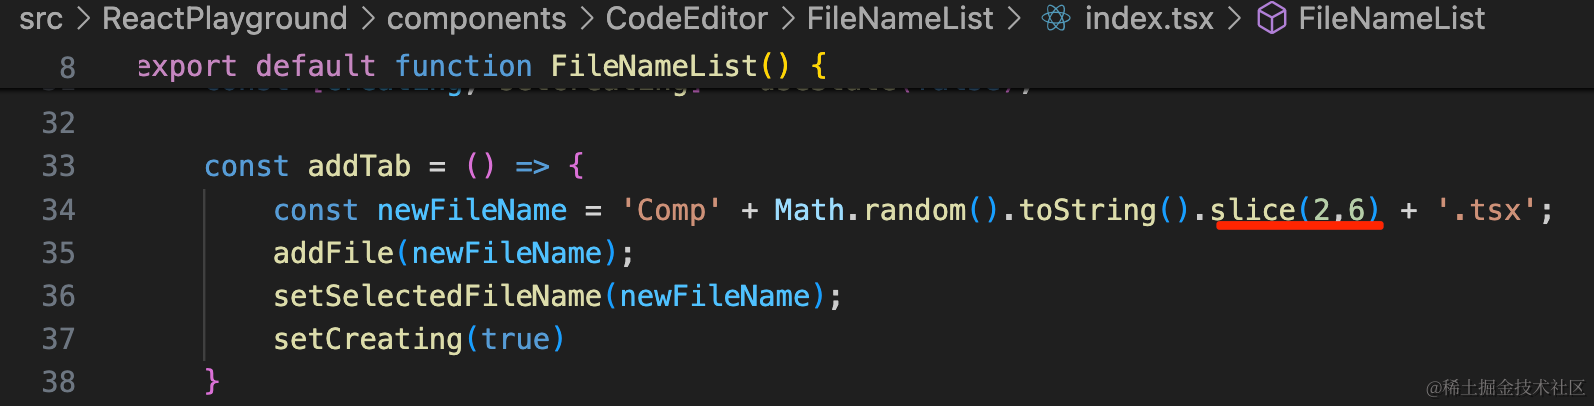 src > ReactPlayground > components > CodeEditor > FileNameList > index.tsx > FileNameList
8 export default function FileNameList() {
32
33 const addTab = () => {
34 const newFileName = 'Comp' + Math.random().toString().slice(2,6) + '.tsx';
35 addFile(newFileName);
36 setSelectedFileName(newFileName);
37 setCreating(true)
38 }
@稀土掘金技术社区